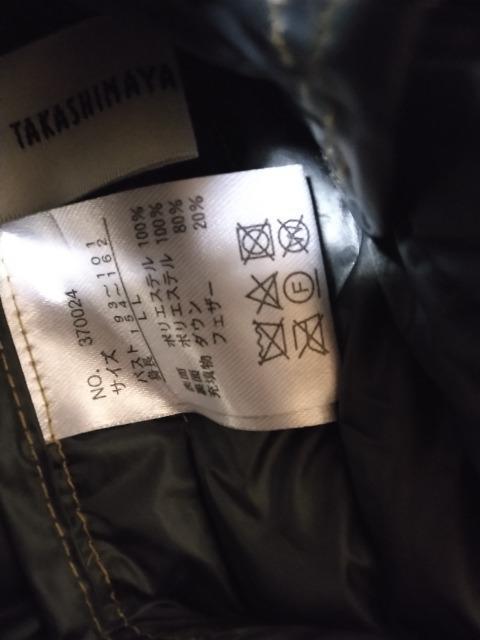 TAKASHIMAYA
NO. 370024
サイズ LL
バスト 93～101
身長 154～162
表面 ポリエステル 100%
裏面 ポリエステル 100%
充填物 ダウン 80%
フェザー 20%
F